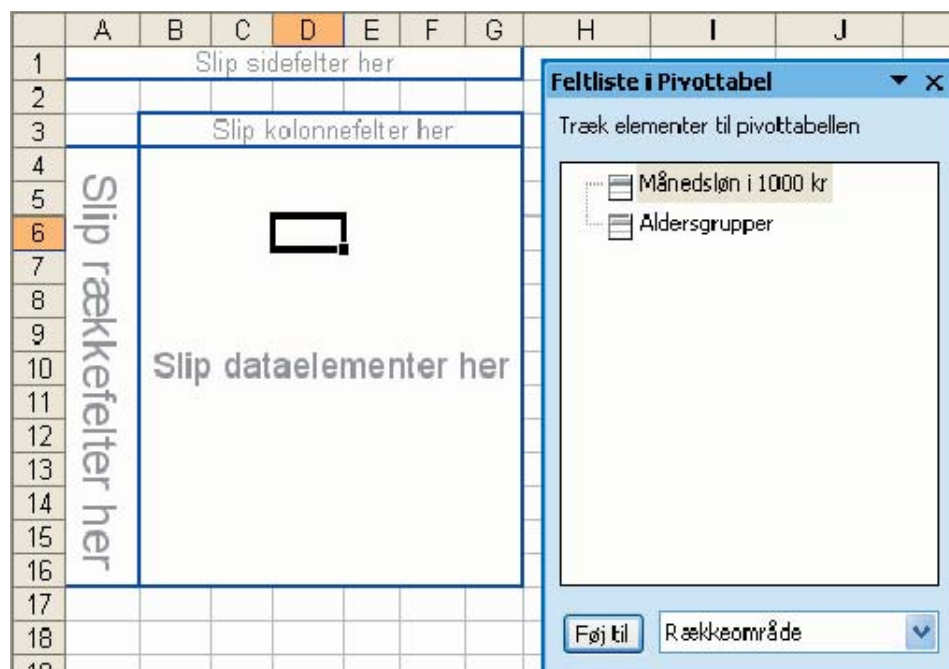 A B C D E F G H I J
1 Slip sidefelter her
2
3 Slip kolonnefelter her
4
5
6
7
8
9
10 Slip dataelementer her
11
12
13
14
15
16
17
18
Slip rækkefelter her
Feltliste i Pivottabel
Træk elementer til pivottabellen
Månedsløn i 1000 kr
Aldersgrupper
Føj til Rækkeområde